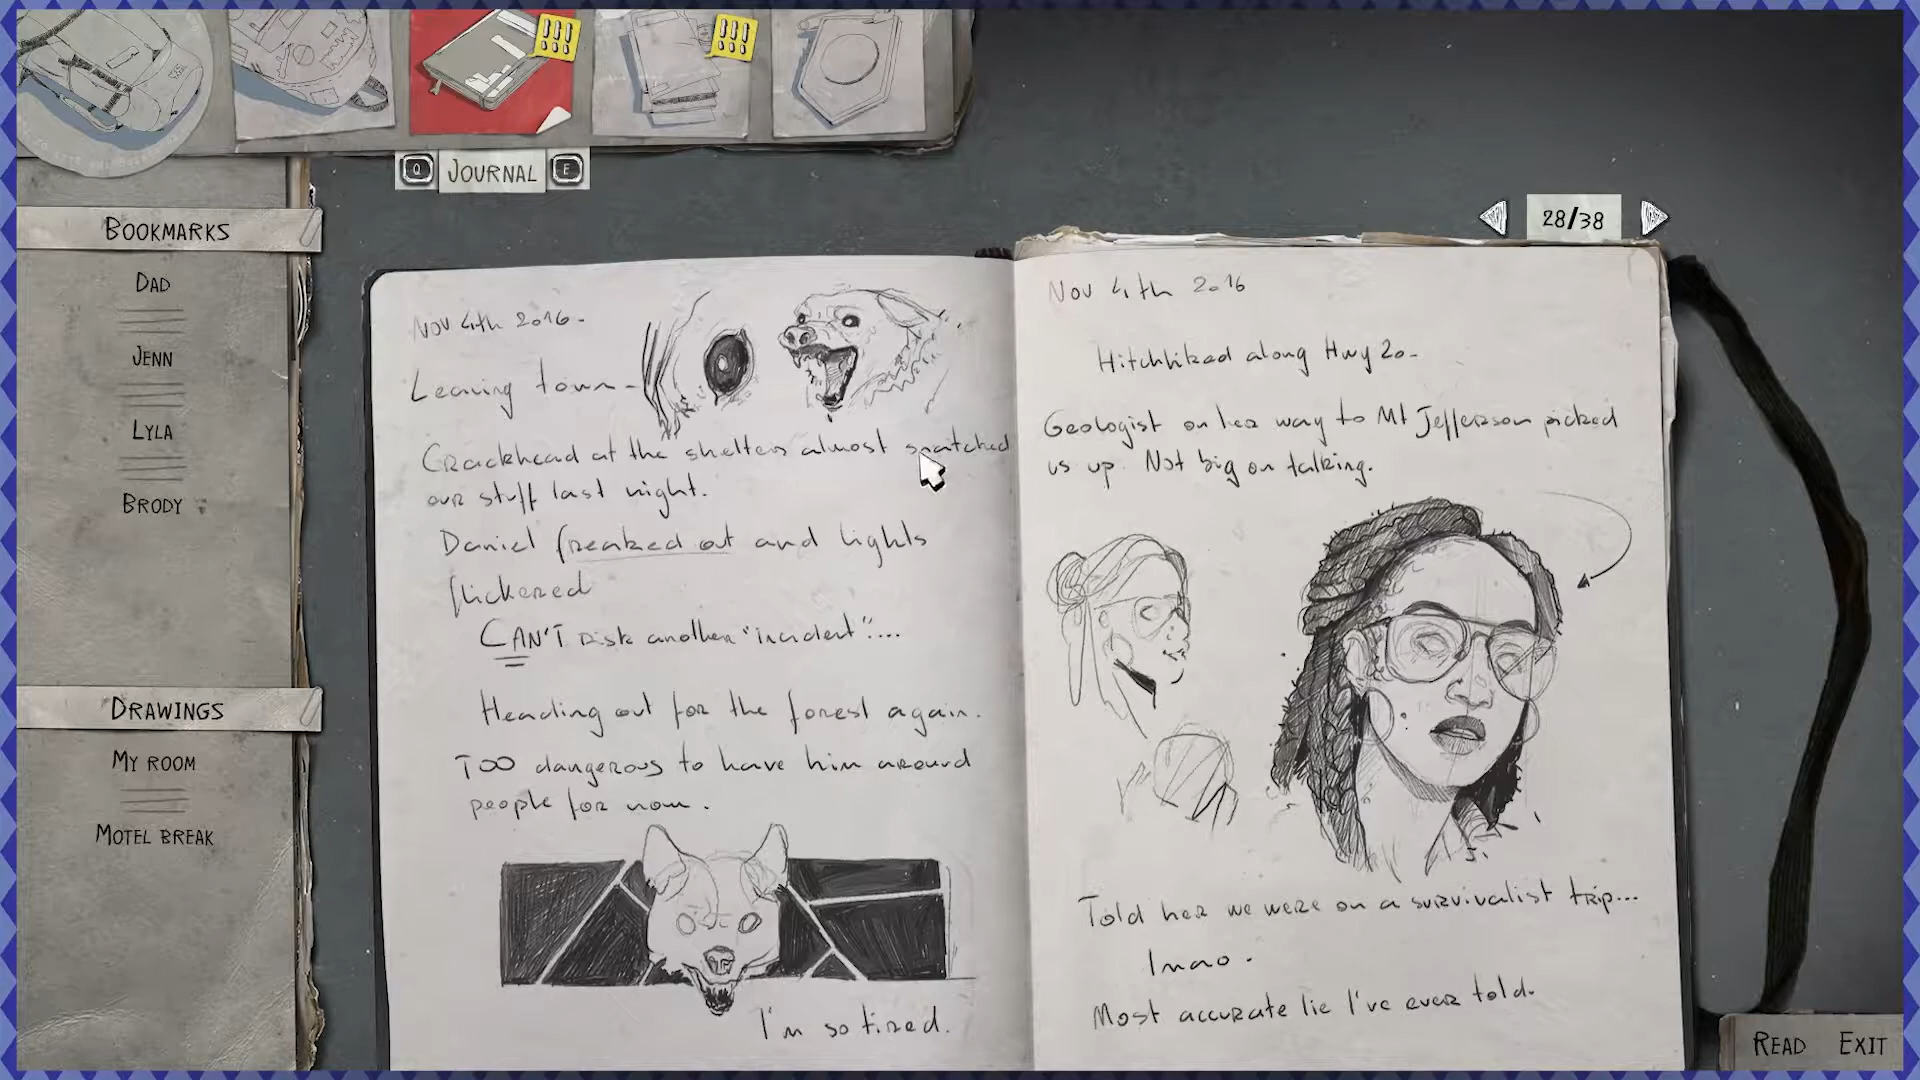 Q
JOURNAL
E
BOOKMARKS
DAD
JENN
LYLA
BRODY
DRAWINGS
MY ROOM
MOTEL BREAK
28/38
Nov 4th 2016.
Leaving town-
Crackhead at the shelters almost snatched
our stuff last night.
Daniel freaked out and lights
flickered
CAN'T risk another "incident"...
Heading out for the forest again.
TOO dangerous to have him around
people for now.
I'm so tired.
Nov 4th 2016
Hitchhiked along Hwy 20-
Geologist on her way to Mt Jefferson picked
us up. Not big on talking.
Told her we were on a survivalist trip...
lmao.
Most accurate lie I've ever told.
READ EXIT